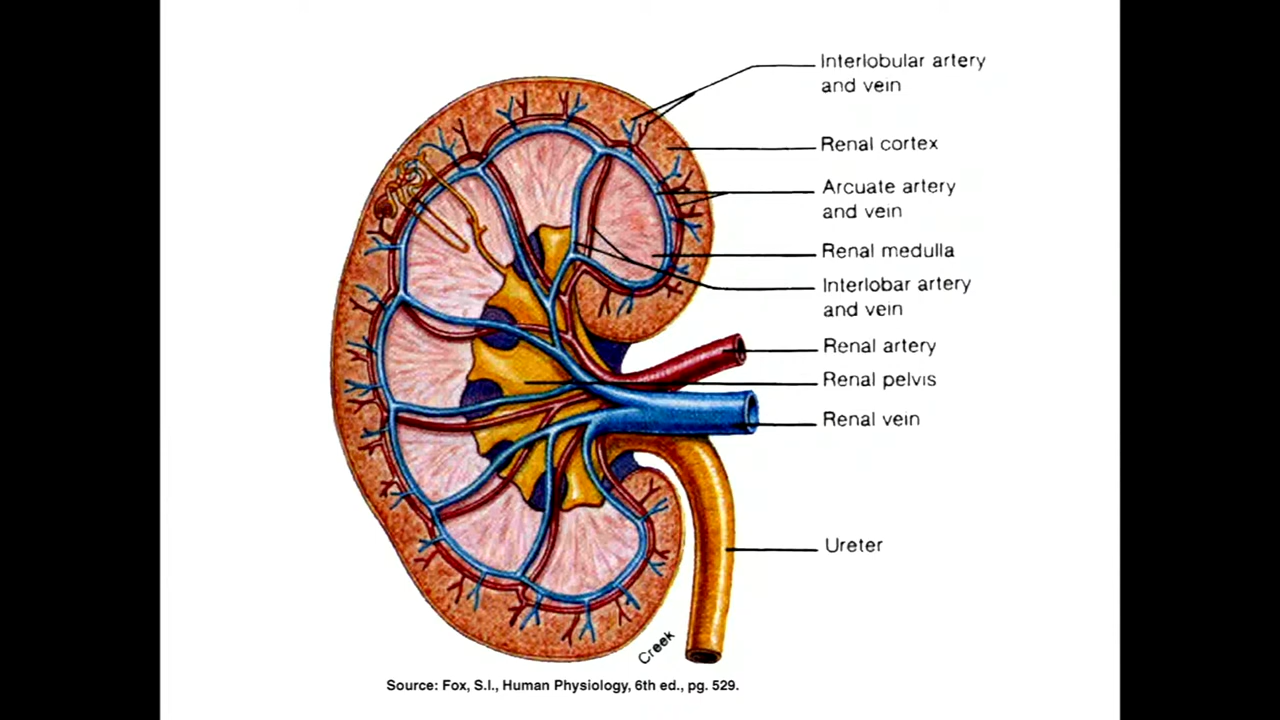 Interlobular artery
and vein
Renal cortex
Arcuate artery
and vein
Renal medulla
Interlobar artery
and vein
Renal artery
Renal pelvis
Renal vein
Ureter
Creek
Source: Fox, S.I., Human Physiology, 6th ed., pg. 529.